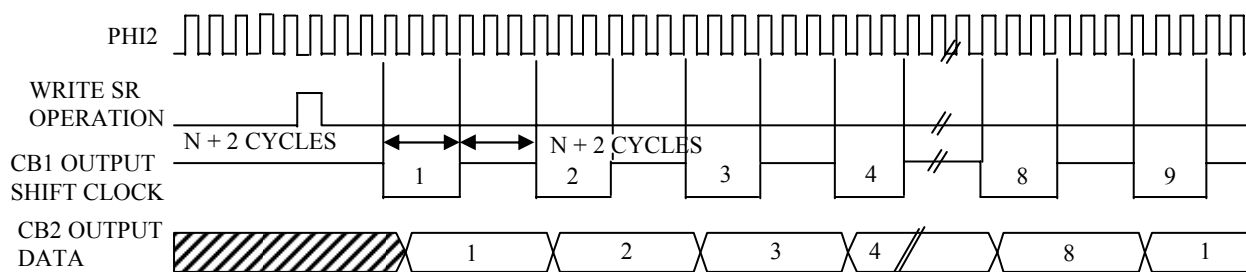 PHI2
WRITE SR
OPERATION
N + 2 CYCLES
N + 2 CYCLES
CB1 OUTPUT
SHIFT CLOCK
1 2 3 4 8 9
CB2 OUTPUT
DATA
1 2 3 4 8 1